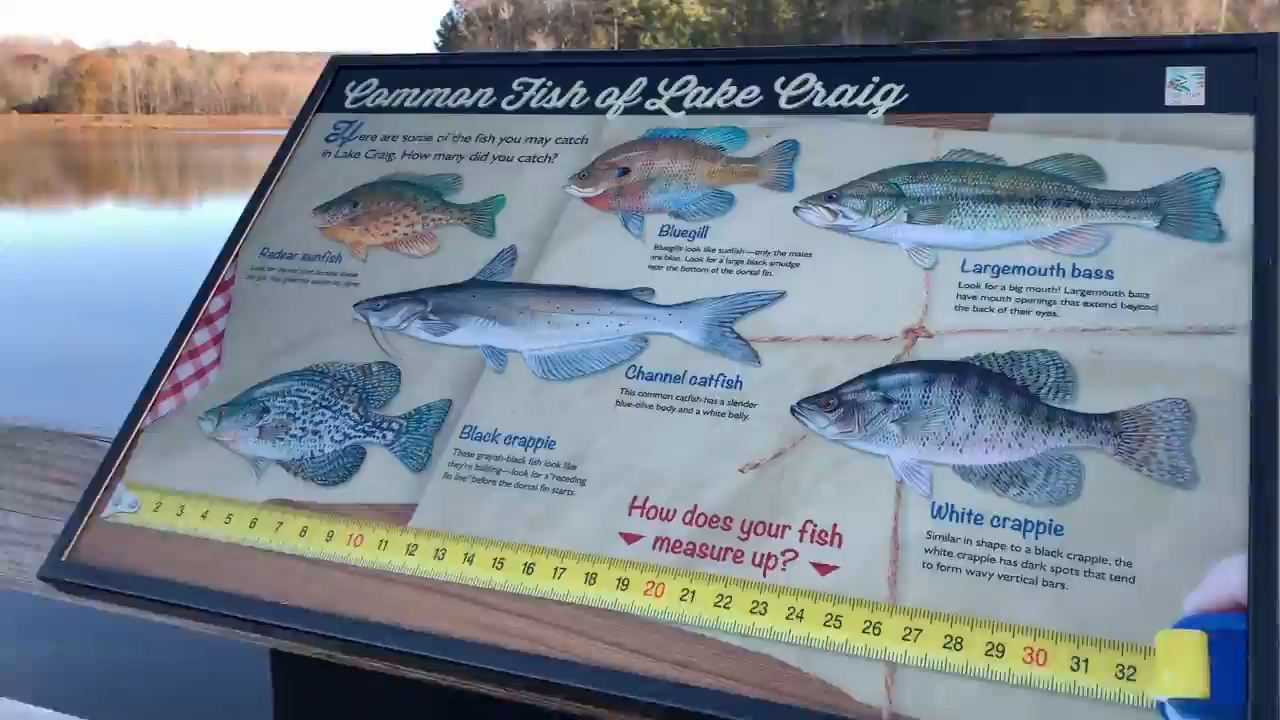 Common Fish of Lake Craig
Here are some of the fish you may catch
in Lake Craig. How many did you catch?
Redear sunfish
Bluegill
Bluegills look like sunfish—only the males
are blue. Look for a large black smudge
near the bottom of the dorsal fin.
Largemouth bass
Look for a big mouth! Largemouth bass
have mouth openings that extend beyond
the back of their eyes.
Channel catfish
This common catfish has a slender
blue-olive body and a white belly.
Black crappie
These grayish-black fish look like
they're balding—look for a "receding
fin line" before the dorsal fin starts.
White crappie
Similar in shape to a black crappie, the
white crappie has dark spots that tend
to form wavy vertical bars.
How does your fish
measure up?
2 3 4 5 6 7 8 9 10 11 12 13 14 15 16 17 18 19 20 21 22 23 24 25 26 27 28 29 30 31 32